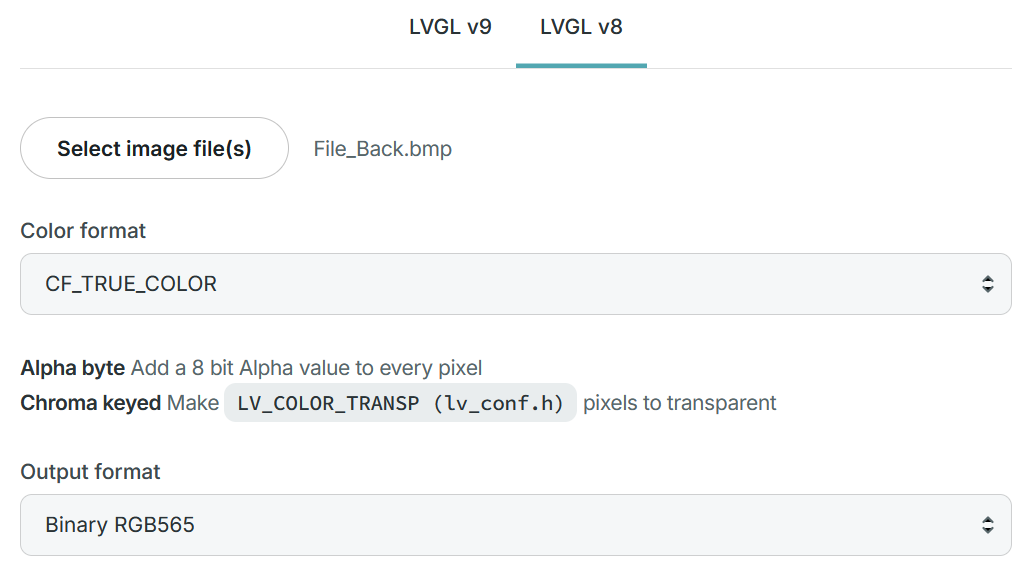 LVGL v9 LVGL v8
Select image file(s) File_Back.bmp
Color format
CF_TRUE_COLOR
Alpha byte Add a 8 bit Alpha value to every pixel
Chroma keyed Make LV_COLOR_TRANSP (lv_conf.h) pixels to transparent
Output format
Binary RGB565